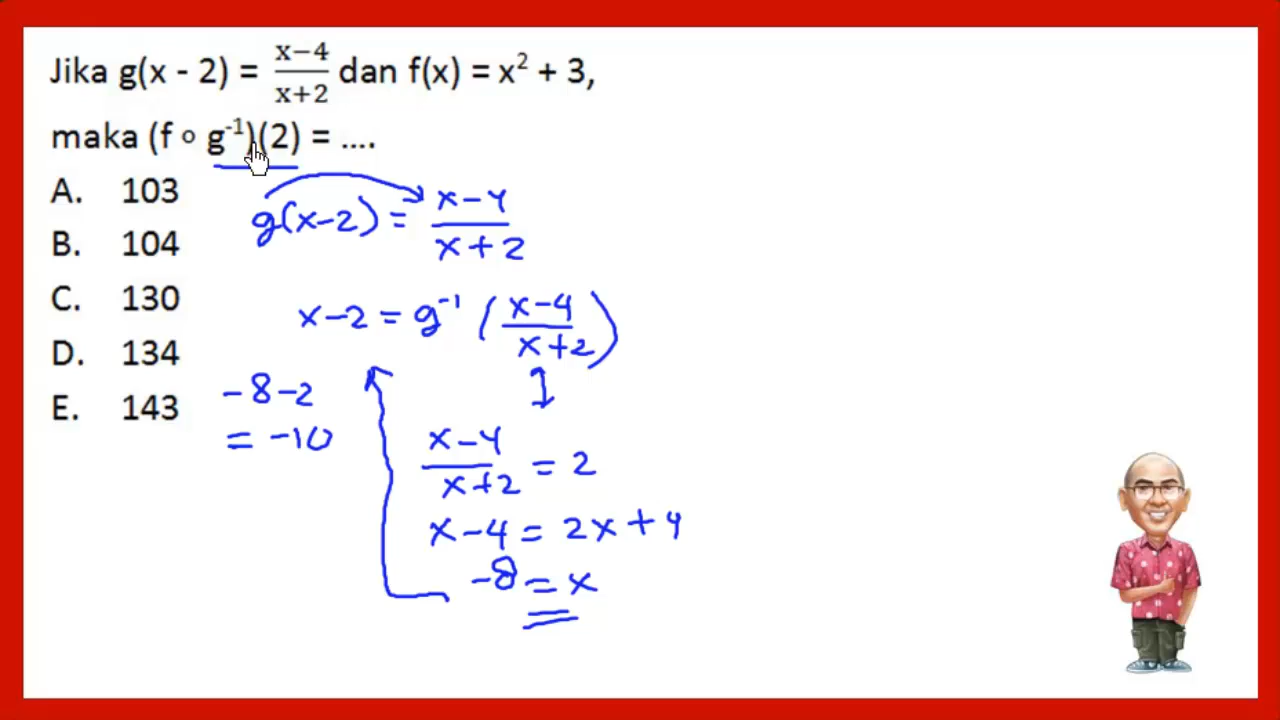 Jika g(x - 2) = x−4/x+2 dan f(x) = x² + 3,
maka (f ∘ g⁻¹)(2) = ....
A. 103
B. 104
C. 130
D. 134
E. 143
g(x−2) = x−4/x+2
x−2 = g⁻¹ (x−4/x+2)
−8−2
= −10
x−4/x+2 = 2
x−4 = 2x+4
−8 = x